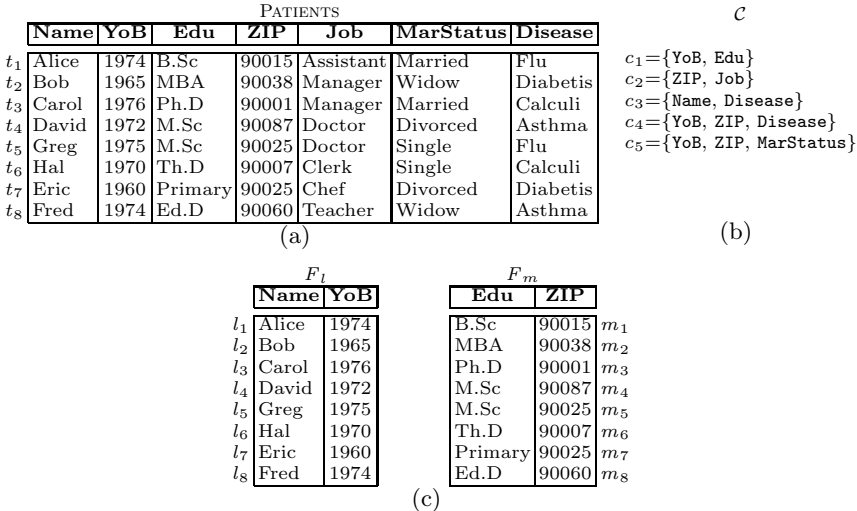 PATIENTS
Name YoB Edu ZIP Job MarStatus Disease
t1 Alice 1974 B.Sc 90015 Assistant Married Flu
t2 Bob 1965 MBA 90038 Manager Widow Diabetis
t3 Carol 1976 Ph.D 90001 Manager Married Calculi
t4 David 1972 M.Sc 90087 Doctor Divorced Asthma
t5 Greg 1975 M.Sc 90025 Doctor Single Flu
t6 Hal 1970 Th.D 90007 Clerk Single Calculi
t7 Eric 1960 Primary 90025 Chef Divorced Diabetis
t8 Fred 1974 Ed.D 90060 Teacher Widow Asthma
(a)
C
c1={YoB, Edu}
c2={ZIP, Job}
c3={Name, Disease}
c4={YoB, ZIP, Disease}
c5={YoB, ZIP, MarStatus}
(b)
Fl
Name YoB
l1 Alice 1974
l2 Bob 1965
l3 Carol 1976
l4 David 1972
l5 Greg 1975
l6 Hal 1970
l7 Eric 1960
l8 Fred 1974
Fm
Edu ZIP
B.Sc 90015 m1
MBA 90038 m2
Ph.D 90001 m3
M.Sc 90087 m4
M.Sc 90025 m5
Th.D 90007 m6
Primary 90025 m7
Ed.D 90060 m8
(c)